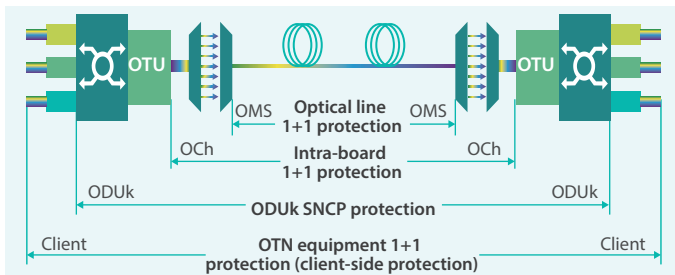 OTU
OTU
OMS
Optical line
1+1 protection
OMS
OCh
Intra-board
1+1 protection
OCh
ODUk
ODUk SNCP protection
ODUk
Client
OTN equipment 1+1
protection (client-side protection)
Client